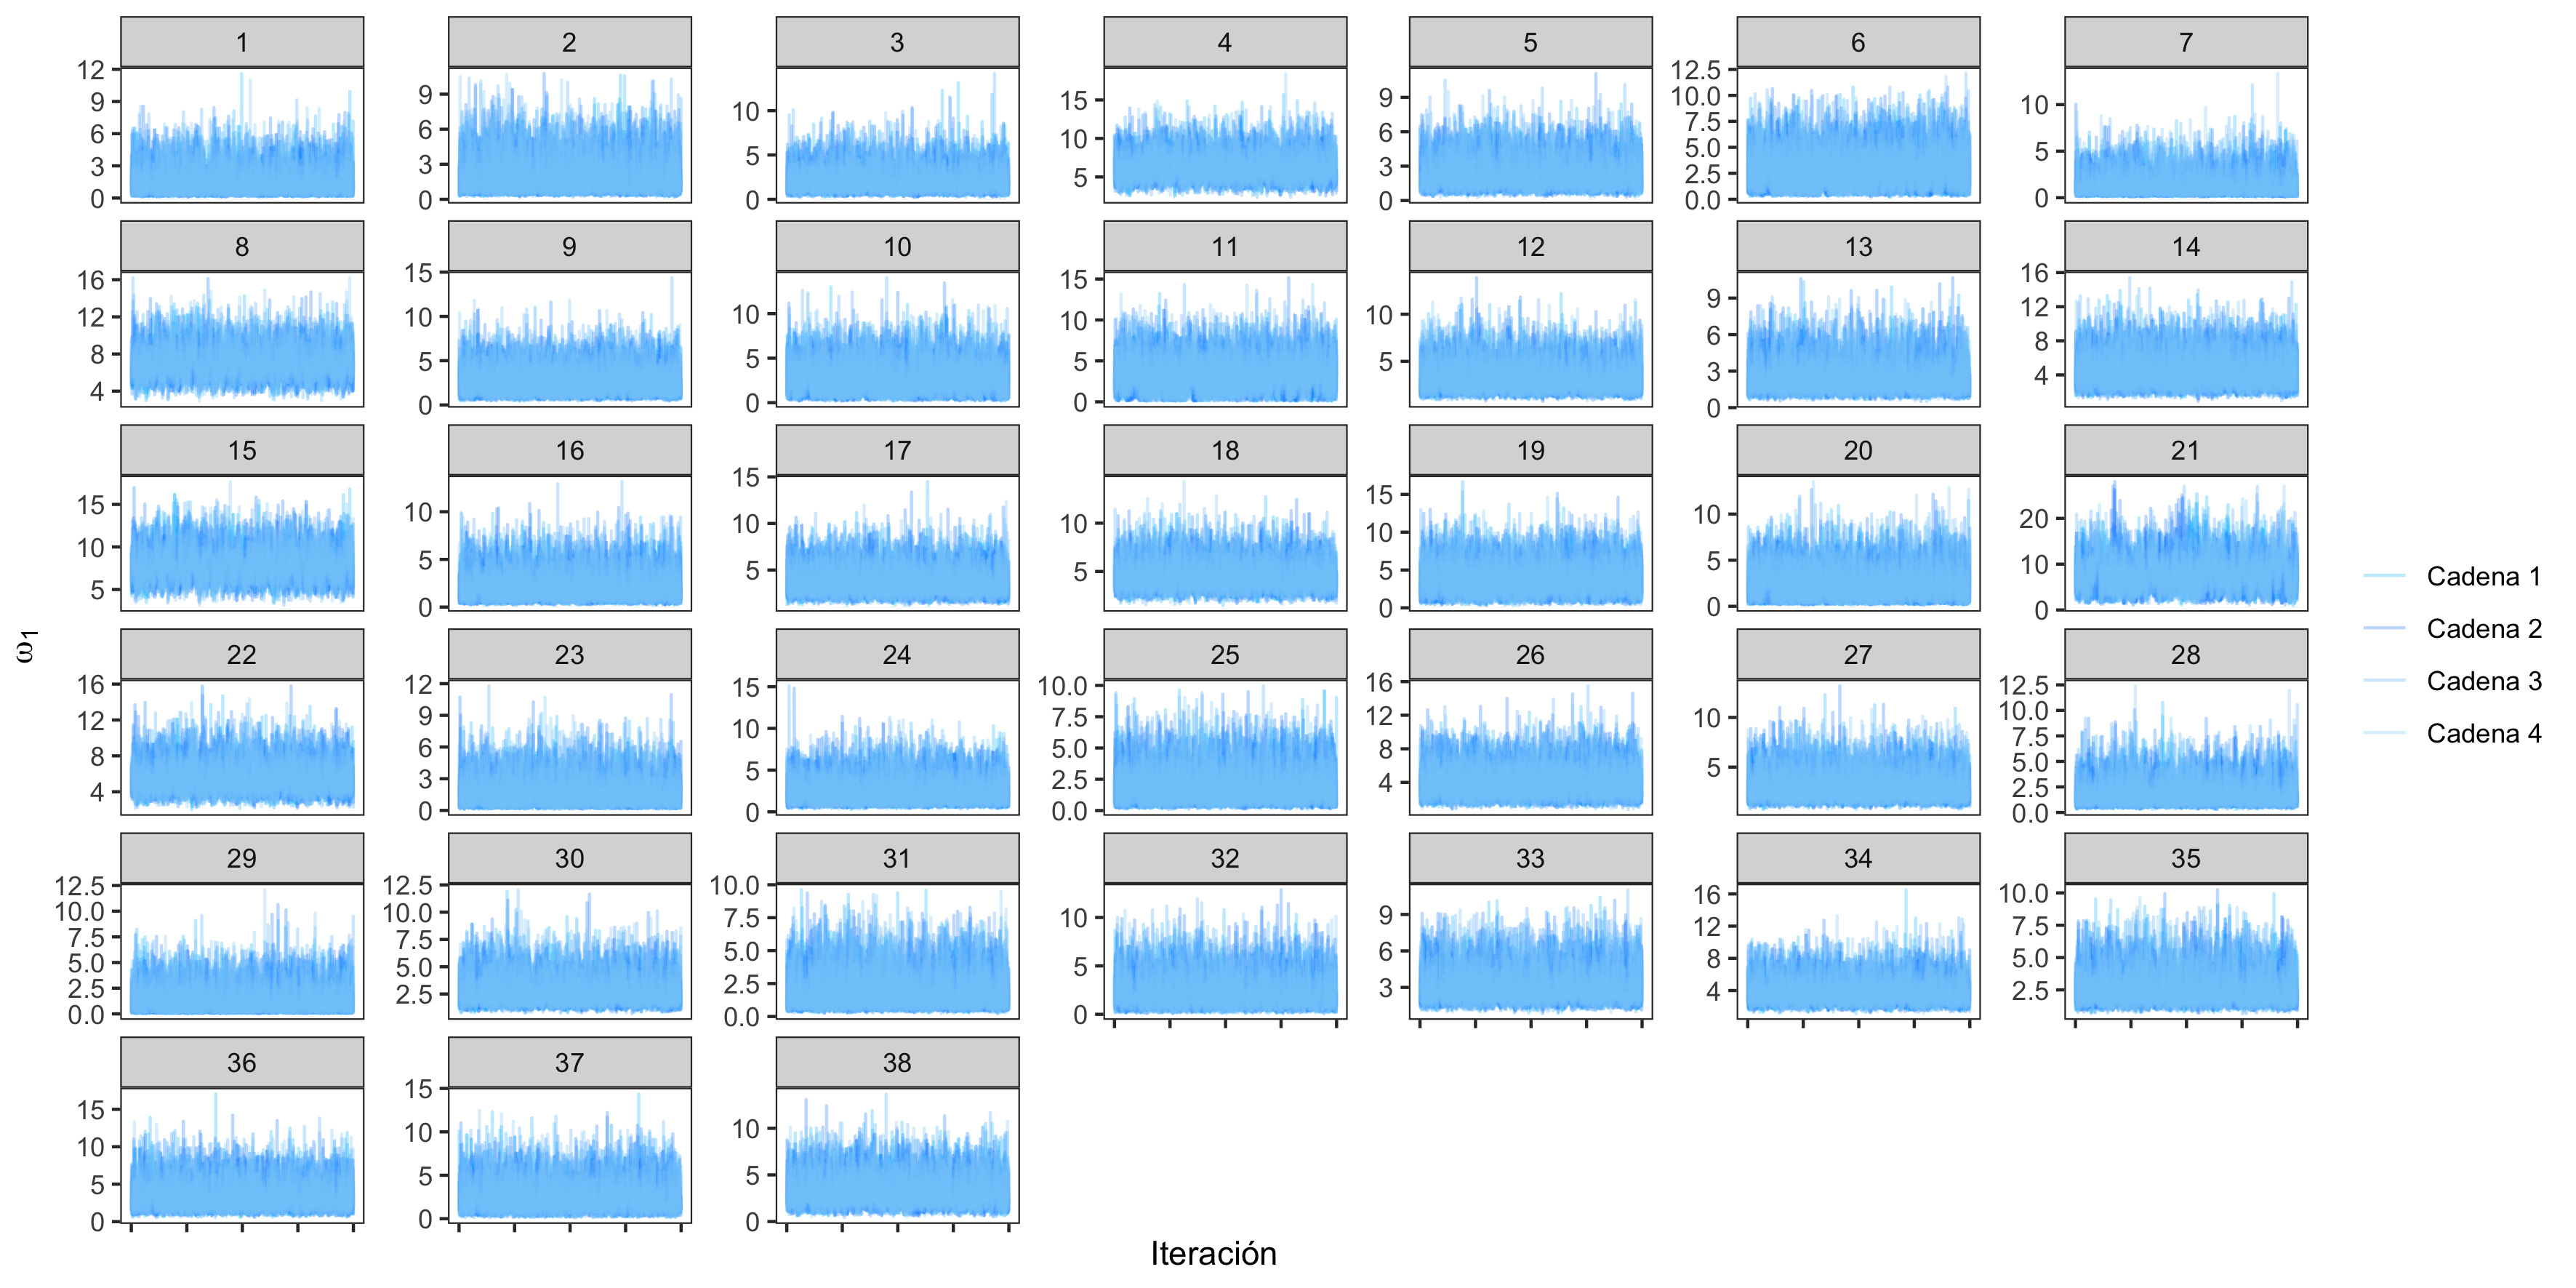 1 2 3 4 5 6 7
12 9 6 3 0
9 6 3 0
10 5 0
15 10 5
9 6 3 0
12.5 10.0 7.5 5.0 2.5 0.0
10 5 0
8 9 10 11 12 13 14
16 12 8 4
15 10 5 0
10 5 0
15 10 5 0
10 5
9 6 3 0
16 12 8 4
15 16 17 18 19 20 21
15 10 5
10 5 0
15 10 5
10 5
15 10 5 0
10 5 0
20 10 0
22 23 24 25 26 27 28
16 12 8 4
12 9 6 3 0
15 10 5 0
10.0 7.5 5.0 2.5 0.0
16 12 8 4
10 5
12.5 10.0 7.5 5.0 2.5 0.0
29 30 31 32 33 34 35
12.5 10.0 7.5 5.0 2.5 0.0
12.5 10.0 7.5 5.0 2.5
10.0 7.5 5.0 2.5 0.0
10 5 0
9 6 3
16 12 8 4
10.0 7.5 5.0 2.5
36 37 38
15 10 5 0
15 10 5 0
10 5 0
ω1
Iteración
Cadena 1
Cadena 2
Cadena 3
Cadena 4